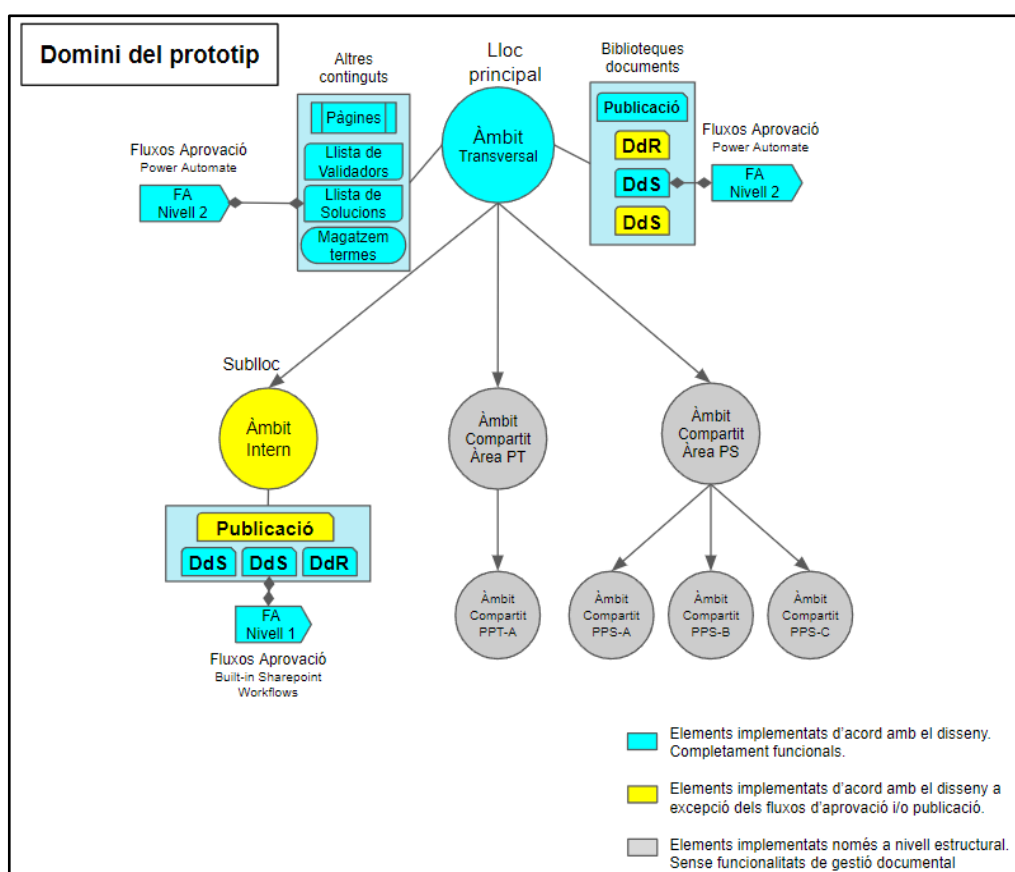 Domini del prototip
Altres
continguts
Lloc
principal
Biblioteques
documents
Pàgines
Llista de
Validadors
Llista de
Solucions
Magatzem
termes
Fluxos Aprovació
Power Automate
FA
Nivell 2
Àmbit
Transversal
Publicació
DdR
DdS
DdS
Fluxos Aprovació
Power Automate
FA
Nivell 2
Sublloc
Àmbit
Intern
Publicació
DdS
DdS
DdR
FA
Nivell 1
Fluxos Aprovació
Built-in Sharepoint
Workflows
Àmbit
Compartit
Àrea PT
Àmbit
Compartit
Àrea PS
Àmbit
Compartit
PPT-A
Àmbit
Compartit
PPS-A
Àmbit
Compartit
PPS-B
Àmbit
Compartit
PPS-C
Elements implementats d'acord amb el disseny.
Completament funcionals.
Elements implementats d'acord amb el disseny a
excepció dels fluxos d'aprovació i/o publicació.
Elements implementats només a nivell estructural.
Sense funcionalitats de gestió documental